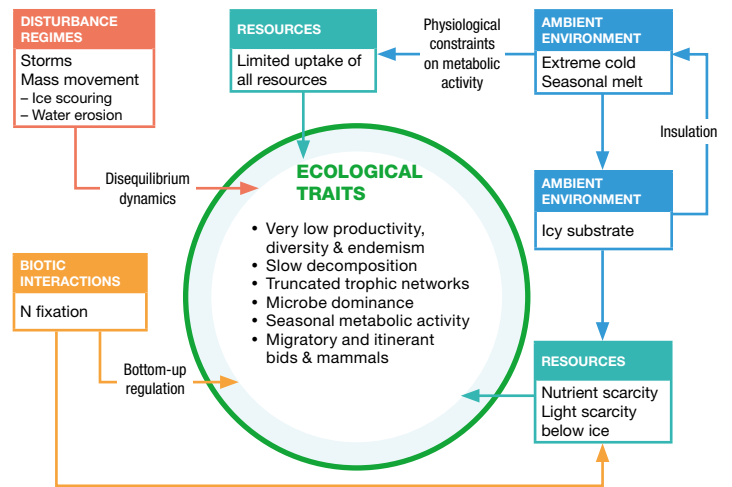 DISTURBANCE
REGIMES
Storms
Mass movement
– Ice scouring
– Water erosion
RESOURCES
Limited uptake of
all resources
Physiological
constraints
on metabolic
activity
AMBIENT
ENVIRONMENT
Extreme cold
Seasonal melt
Insulation
Disequilibrium
dynamics
ECOLOGICAL
TRAITS
• Very low productivity,
diversity & endemism
• Slow decomposition
• Truncated trophic networks
• Microbe dominance
• Seasonal metabolic activity
• Migratory and itinerant
bids & mammals
AMBIENT
ENVIRONMENT
Icy substrate
BIOTIC
INTERACTIONS
N fixation
Bottom-up
regulation
RESOURCES
Nutrient scarcity
Light scarcity
below ice